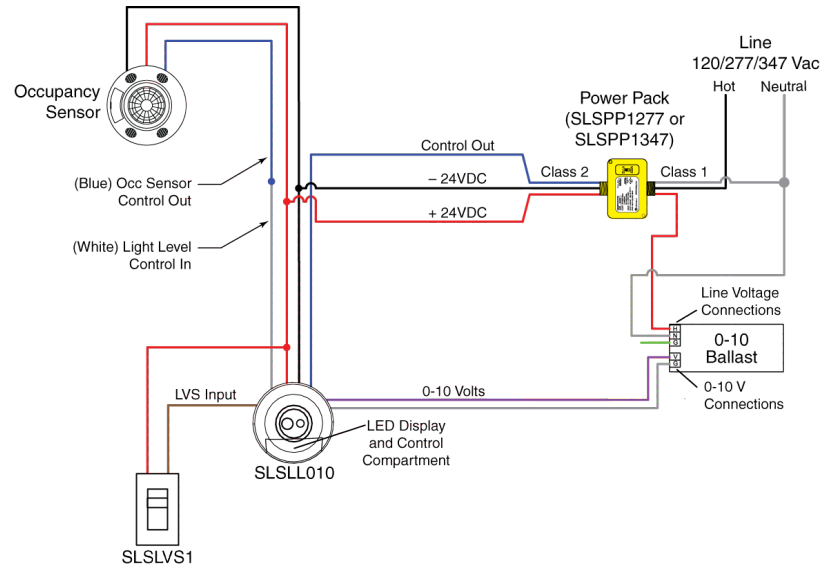 Line
120/277/347 Vac
Hot
Neutral
Occupancy
Sensor
Power Pack
(SLSPP1277 or
SLSPP1347)
Control Out
Class 2
Class 1
(Blue) Occ Sensor
Control Out
– 24VDC
+ 24VDC
(White) Light Level
Control In
Line Voltage
Connections
H
N
G
V
G
0-10
Ballast
LVS Input
0-10 Volts
0-10 V
Connections
LED Display
and Control
Compartment
SLSLL010
SLSLVS1